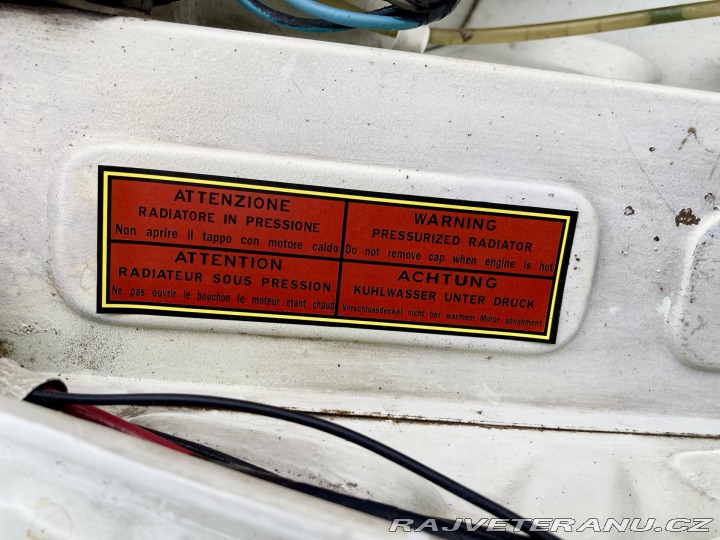 ATTENZIONE
RADIATORE IN PRESSIONE
Non aprire il tappo con motore caldo
WARNING
PRESSURIZED RADIATOR
Do not remove cap when engine is hot
ATTENTION
RADIATEUR SOUS PRESSION
Ne pas ouvrir le bouchon le moteur etant chaud
ACHTUNG
KUHLWASSER UNTER DRUCK
Verschlossdeckel nicht bei warmem Motor abnehment
RAJVETERANU.CZ